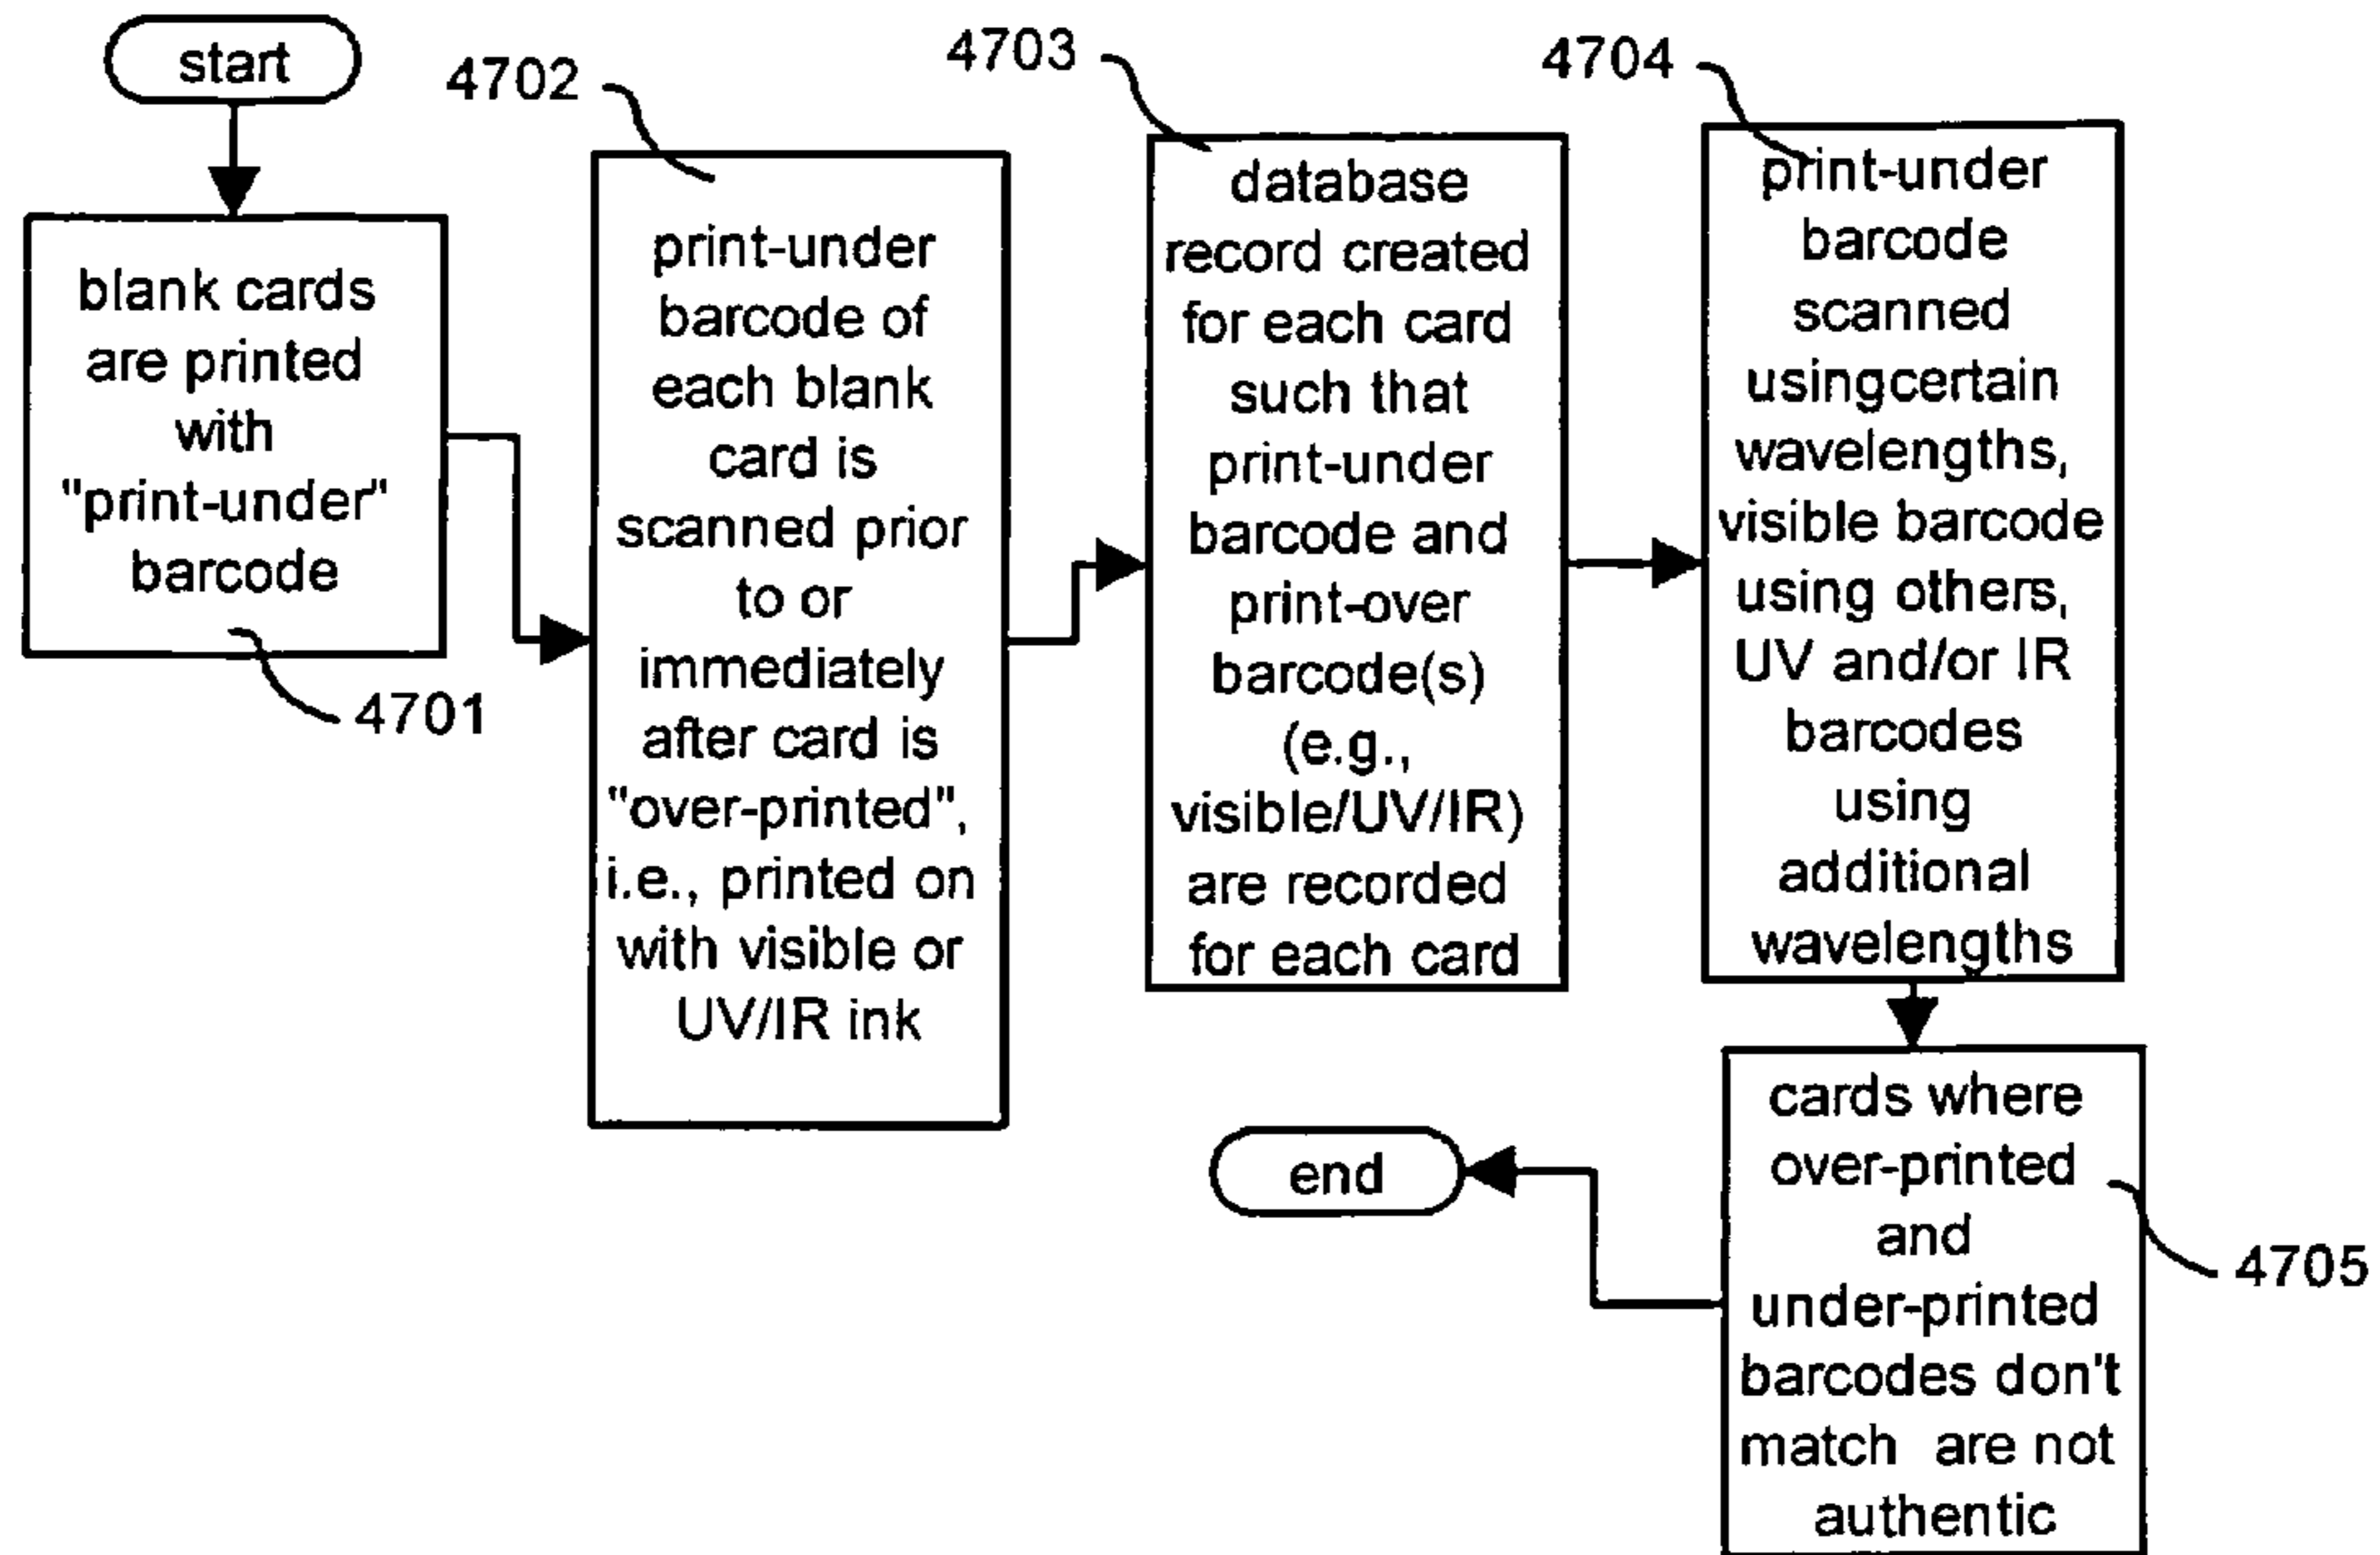 start
4701
blank cards
are printed
with
"print-under"
barcode
4702
print-under
barcode of
each blank
card is
scanned prior
to or
immediately
after card is
"over-printed",
i.e., printed on
with visible or
UV/IR ink
4703
database
record created
for each card
such that
print-under
barcode and
print-over
barcode(s)
(e.g.,
visible/UV/IR)
are recorded
for each card
4704
print-under
barcode
scanned
usingcertain
wavelengths,
visible barcode
using others,
UV and/or IR
barcodes
using
additional
wavelengths
cards where
over-printed
and
under-printed
barcodes don't
match are not
authentic
4705
end